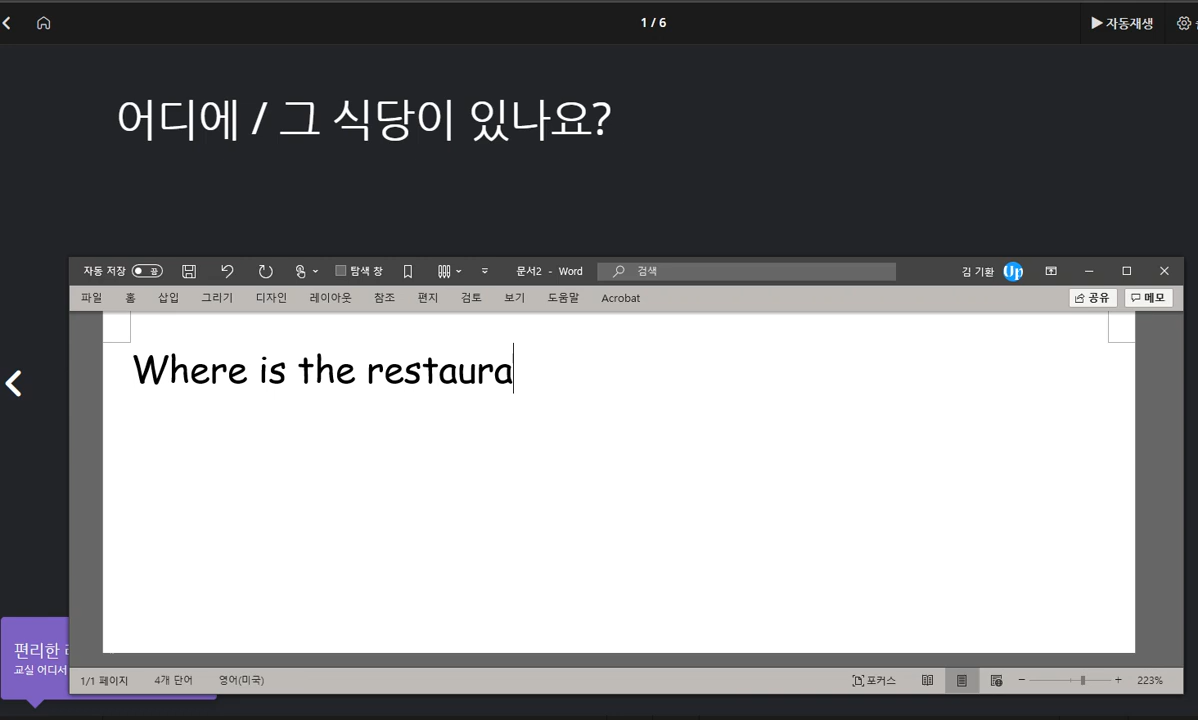 1 / 6
자동재생
어디에 / 그 식당이 있나요?
자동 저장 끔 탐색 창 문서2 - Word 검색 김 기환 Up
파일 홈 삽입 그리기 디자인 레이아웃 참조 편지 검토 보기 도움말 Acrobat 공유 메모
Where is the restaura
편리한
교실 어디서
1/1 페이지 4개 단어 영어(미국) 포커스 223%